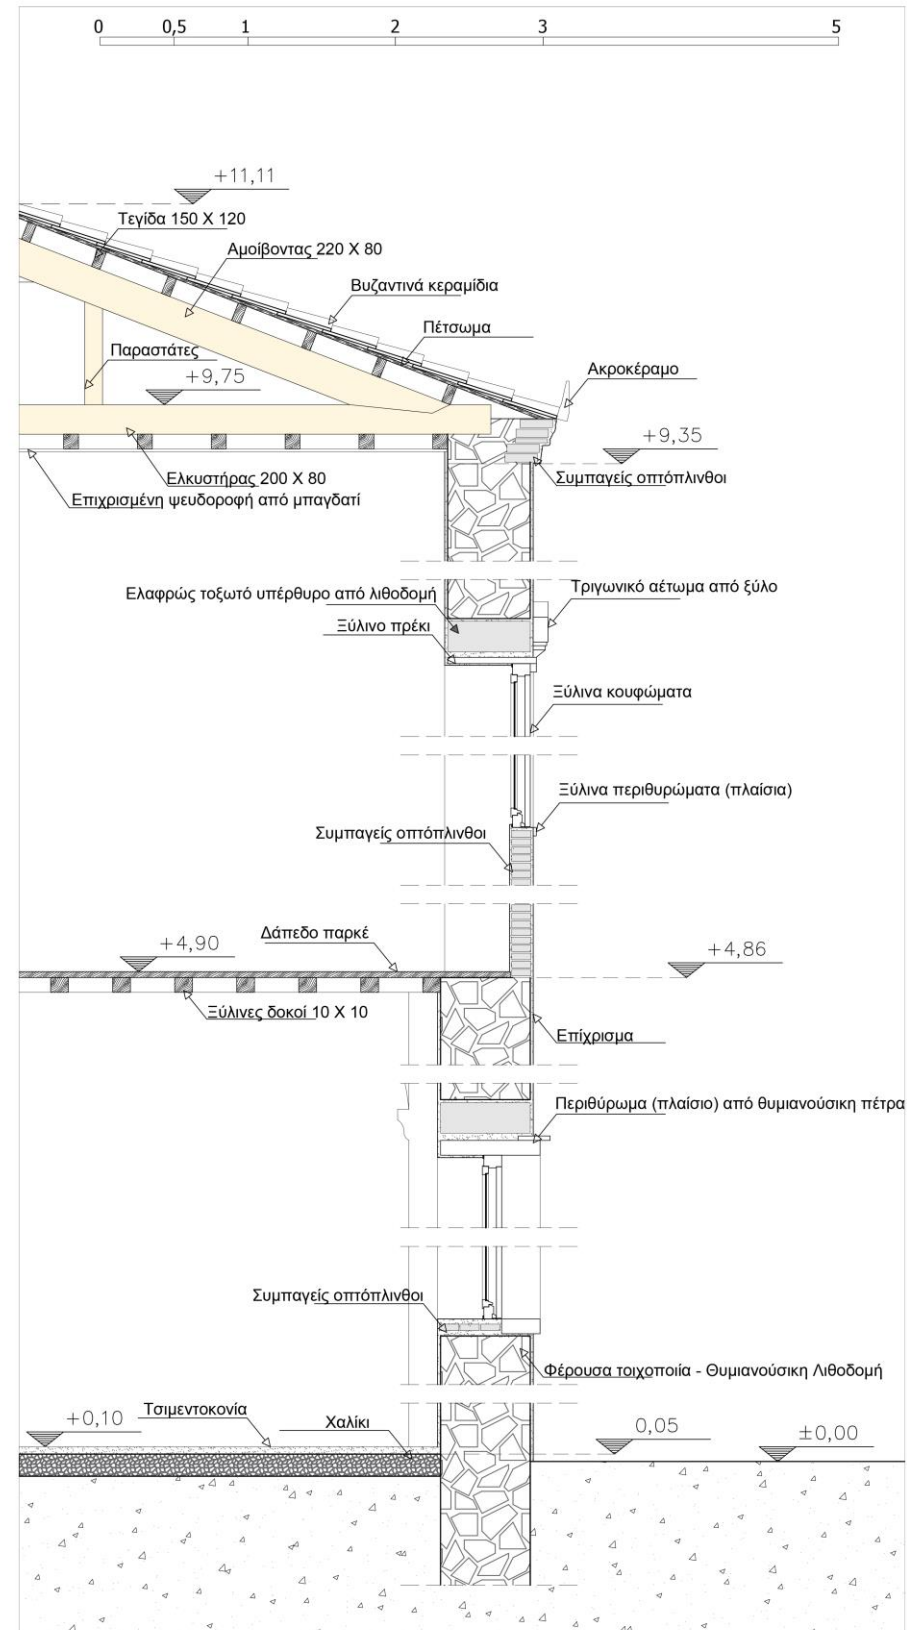 0 0,5 1 2 3 5
+11,11
Τεγίδα 150 Χ 120
Αμοίβοντας 220 Χ 80
Βυζαντινά κεραμίδια
Πέτσωμα
Παραστάτες
Ακροκέραμο
+9,75
+9,35
Ελκυστήρας 200 Χ 80
Συμπαγείς οπτόπλινθοι
Επιχρισμένη ψευδοροφή από μπαγδατί
Ελαφρώς τοξωτό υπέρθυρο από λιθοδομή
Τριγωνικό αέτωμα από ξύλο
Ξύλινο πρέκι
Ξύλινα κουφώματα
Ξύλινα περιθυρώματα (πλαίσια)
Συμπαγείς οπτόπλινθοι
Δάπεδο παρκέ
+4,90
+4,86
Ξύλινες δοκοί 10 Χ 10
Επίχρισμα
Περιθύρωμα (πλαίσιο) από θυμιανούσικη πέτρα
Συμπαγείς οπτόπλινθοι
Φέρουσα τοιχοποιία - Θυμιανούσικη Λιθοδομή
Τσιμεντοκονία
+0,10
Χαλίκι
0,05
±0,00